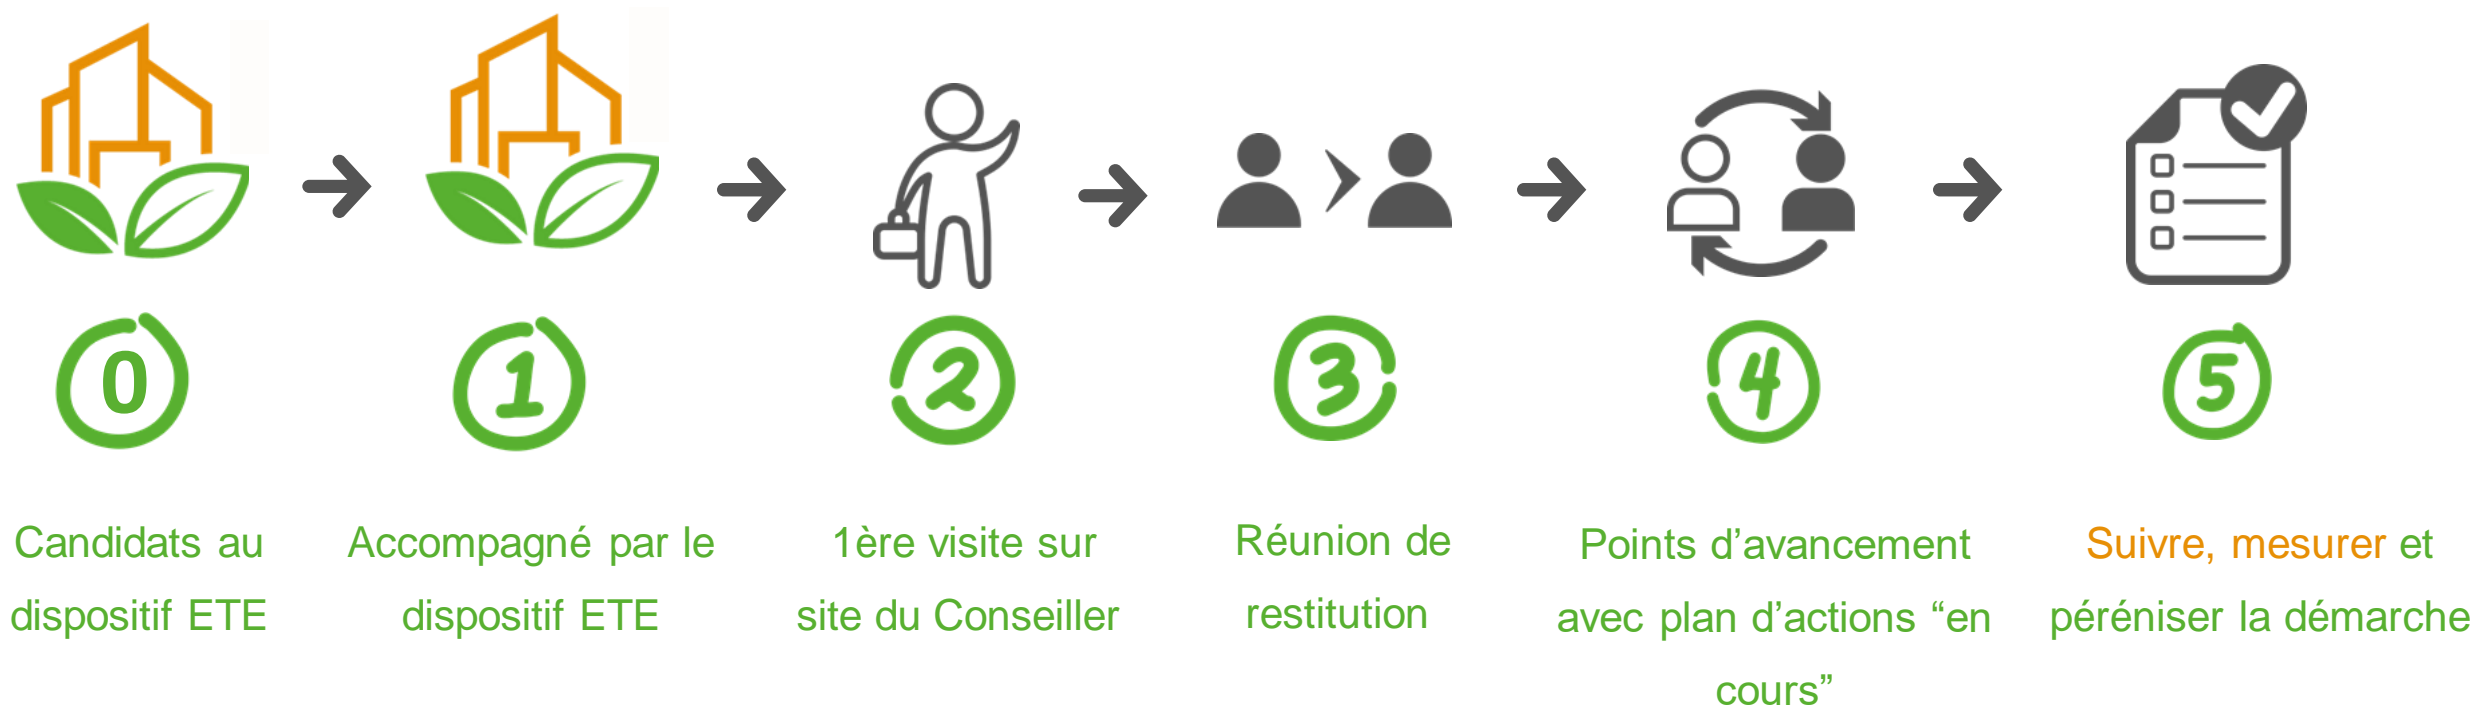 0
1
2
3
4
5
Candidats au
dispositif ETE
Accompagné par le
dispositif ETE
1ère visite sur
site du Conseiller
Réunion de
restitution
Points d’avancement
avec plan d’actions “en
cours”
Suivre, mesurer et
péréniser la démarche